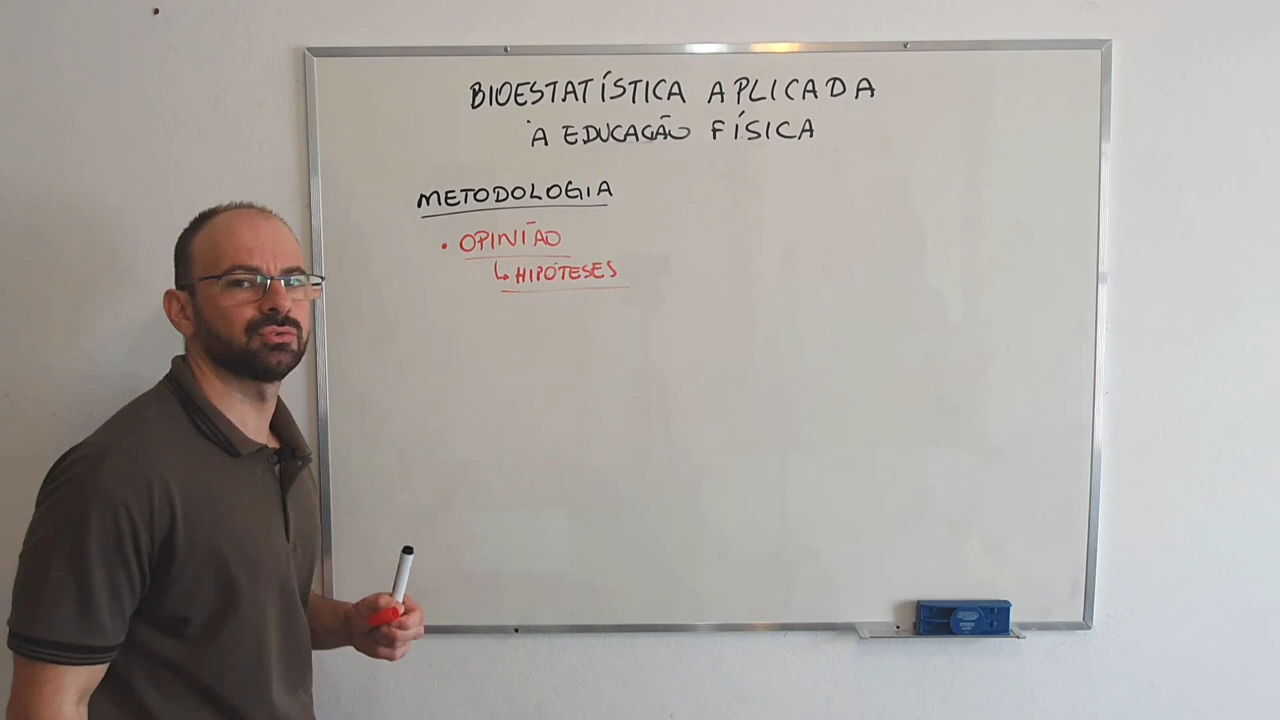 BIOESTATÍSTICA APLICADA
À EDUCAÇÃO FÍSICA
METODOLOGIA
• OPINIÃO
↳ HIPÓTESES